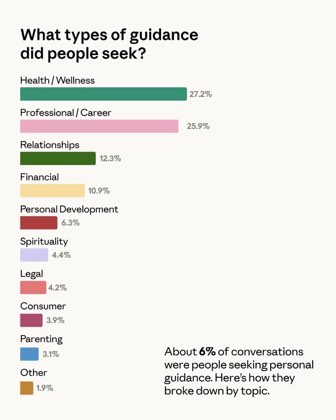 What types of guidance
did people seek?
Health / Wellness
27.2%
Professional / Career
25.9%
Relationships
12.3%
Financial
10.9%
Personal Development
6.3%
Spirituality
4.4%
Legal
4.2%
Consumer
3.9%
Parenting
3.1%
Other
1.9%
About 6% of conversations
were people seeking personal
guidance. Here's how they
broke down by topic.